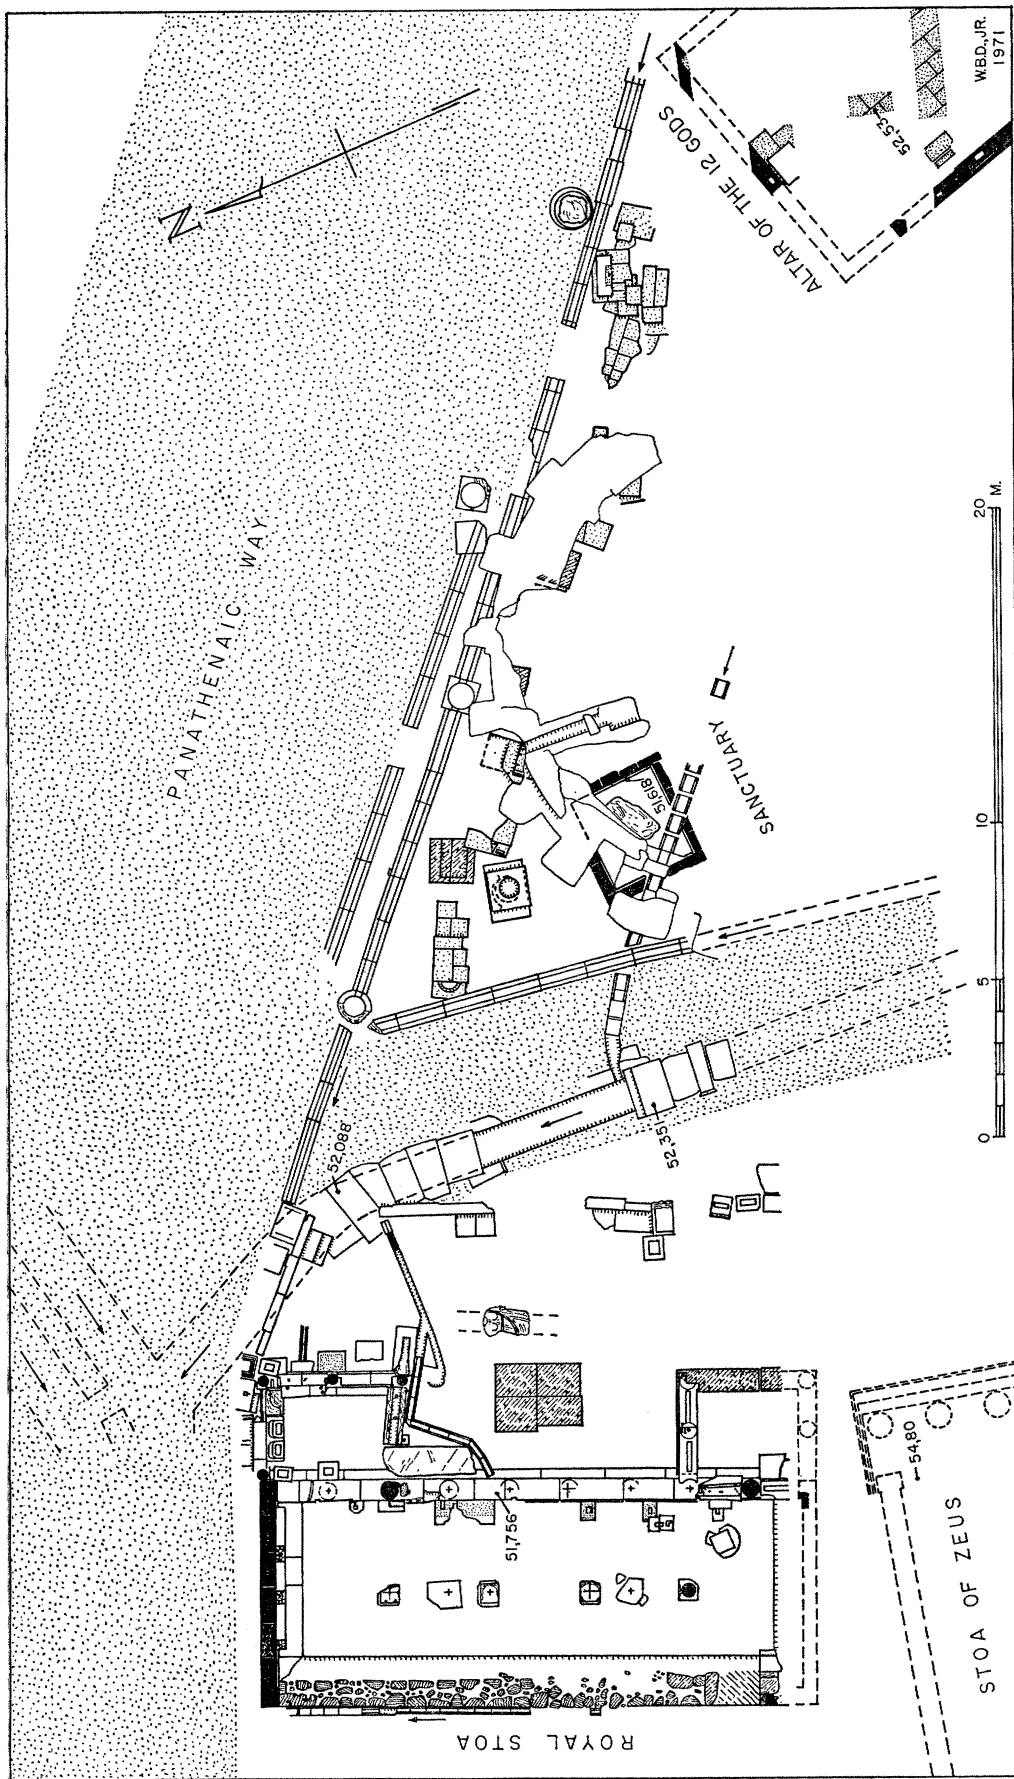 W.B.D., JR.
1971
N
PANATHENAIC WAY
ALTAR OF THE 12 GODS
52,53
SANCTUARY
51,618
52.088
52,315
51,756
ROYAL STOA
STOA OF ZEUS
54,80
0 5 10 20 M.